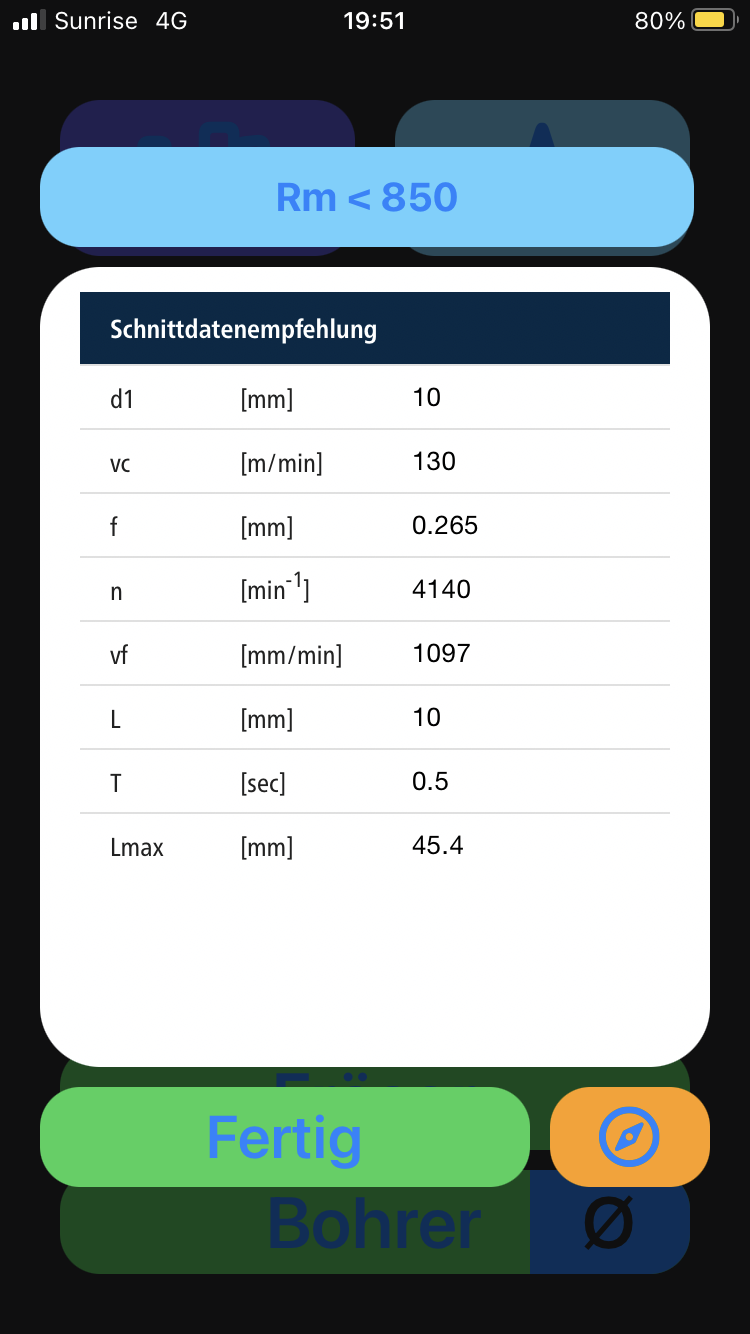 Sunrise 4G 19:51 80%
Rm < 850
Schnittdatenempfehlung
d1 [mm] 10
vc [m/min] 130
f [mm] 0.265
n [min⁻¹] 4140
vf [mm/min] 1097
L [mm] 10
T [sec] 0.5
Lmax [mm] 45.4
Fertig
Bohrer Ø